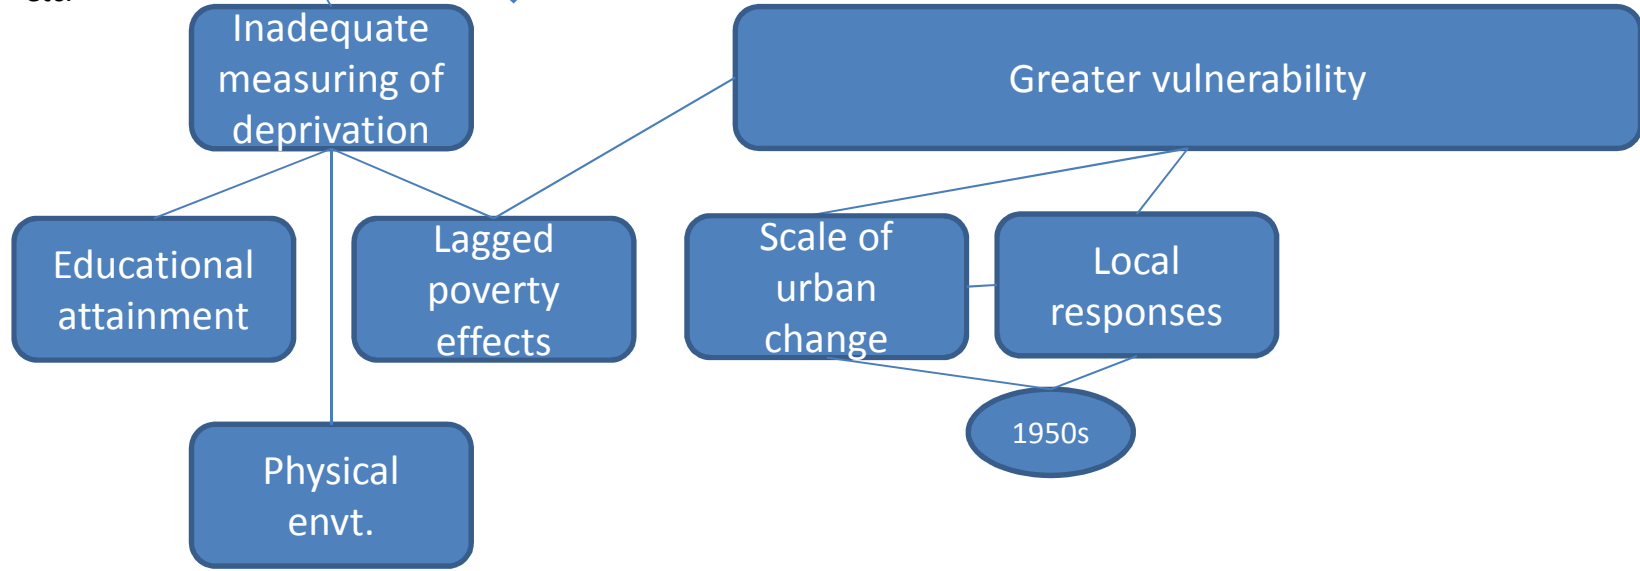 etc.
Inadequate
measuring of
deprivation
Greater vulnerability
Educational
attainment
Lagged
poverty
effects
Scale of
urban
change
Local
responses
1950s
Physical
envt.